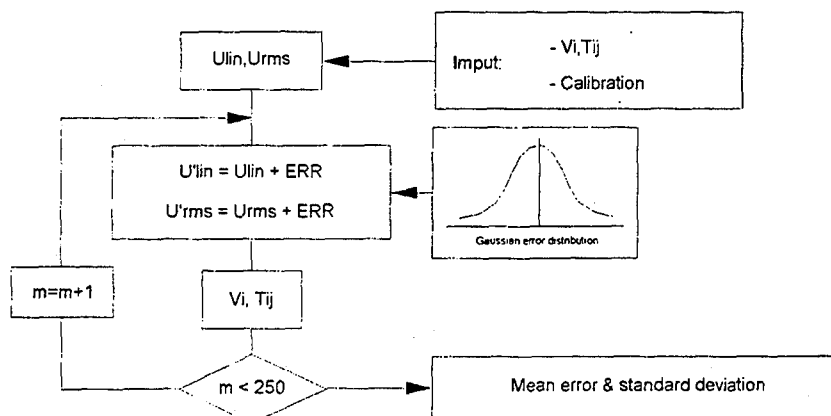 Ulin,Urms
Imput: - Vi,Tij
- Calibration
U'lin = Ulin + ERR
U'rms = Urms + ERR
Gaussian error distribution
m=m+1
Vi, Tij
m < 250
Mean error & standard deviation